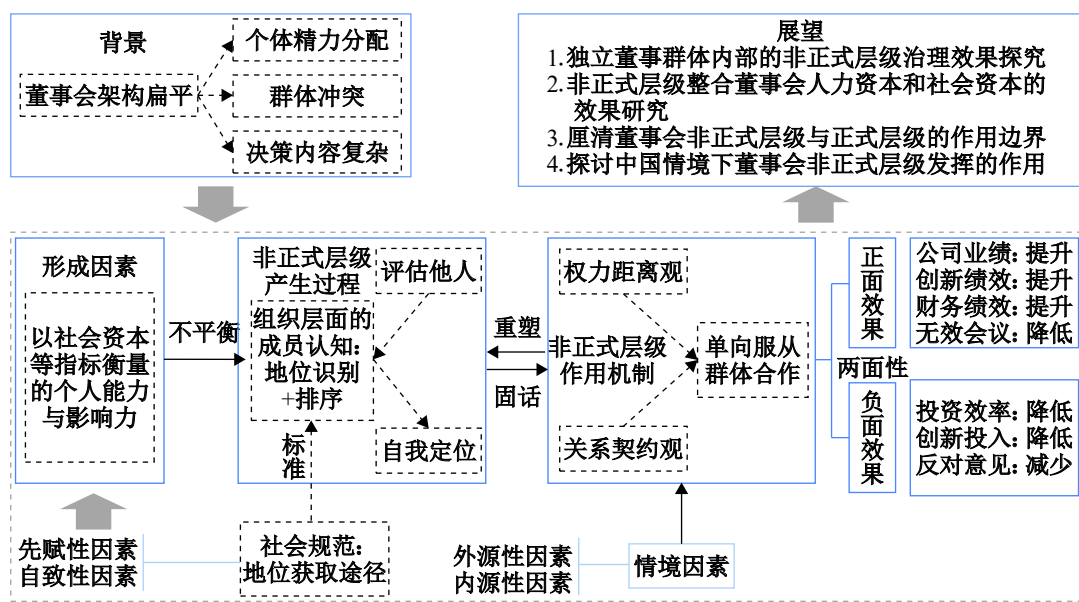 背景
董事会架构扁平
个体精力分配
群体冲突
决策内容复杂
展望
1.独立董事群体内部的非正式层级治理效果探究
2.非正式层级整合董事会人力资本和社会资本的
效果研究
3.厘清董事会非正式层级与正式层级的作用边界
4.探讨中国情境下董事会非正式层级发挥的作用
形成因素
以社会资本
等指标衡量
的个人能力
与影响力
不平衡
非正式层级
产生过程
组织层面的
成员认知:
地位识别
+排序
评估他人
自我定位
标
准
重塑
固话
权力距离观
非正式层级
作用机制
关系契约观
单向服从
群体合作
两面性
正
面
效
果
公司业绩:提升
创新绩效:提升
财务绩效:提升
无效会议:降低
负
面
效
果
投资效率:降低
创新投入:降低
反对意见:减少
先赋性因素
自致性因素
社会规范:
地位获取途径
外源性因素
内源性因素
情境因素